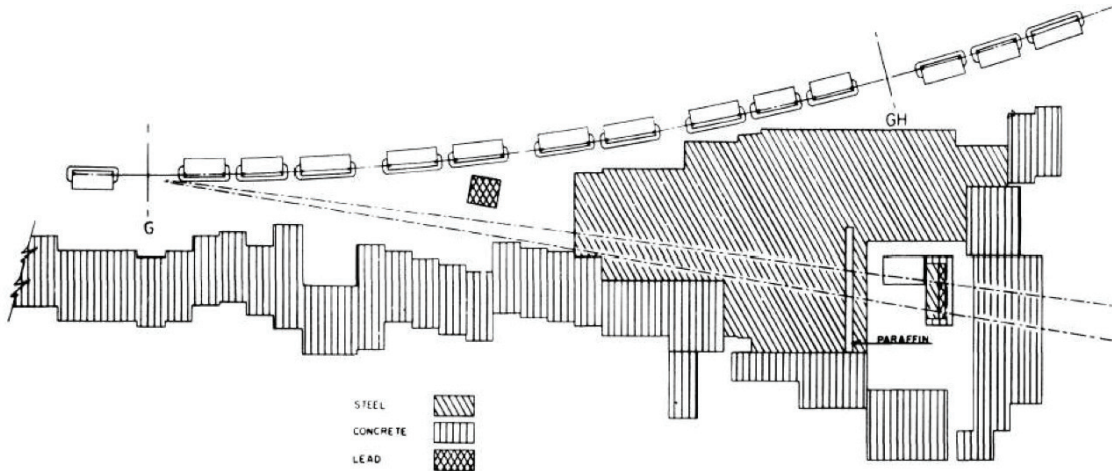 GH
G
PARAFFIN
STEEL
CONCRETE
LEAD